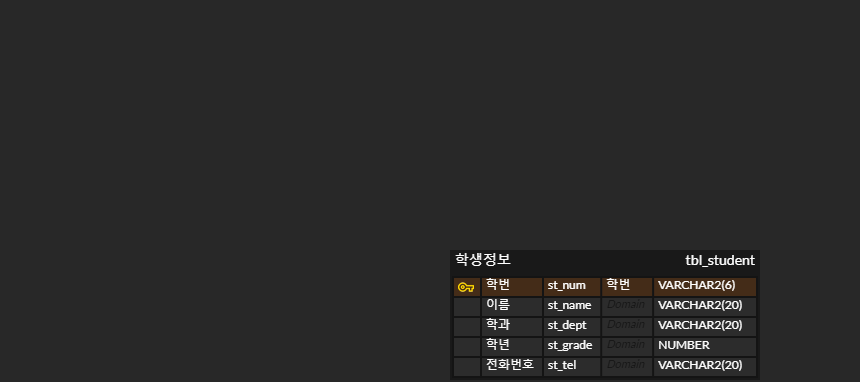 학생정보 tbl_student
학번 st_num 학번 VARCHAR2(6)
이름 st_name Domain VARCHAR2(20)
학과 st_dept Domain VARCHAR2(20)
학년 st_grade Domain NUMBER
전화번호 st_tel Domain VARCHAR2(20)